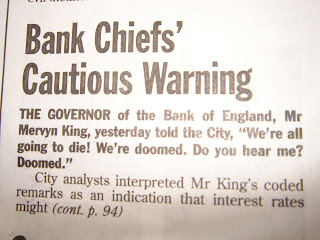 Bank Chiefs'
Cautious Warning
THE GOVERNOR of the Bank of England, Mr
Mervyn King, yesterday told the City, "We're all
going to die! We're doomed. Do you hear me?
Doomed."
City analysts interpreted Mr King's coded
remarks as an indication that interest rates
might (cont. p. 94)